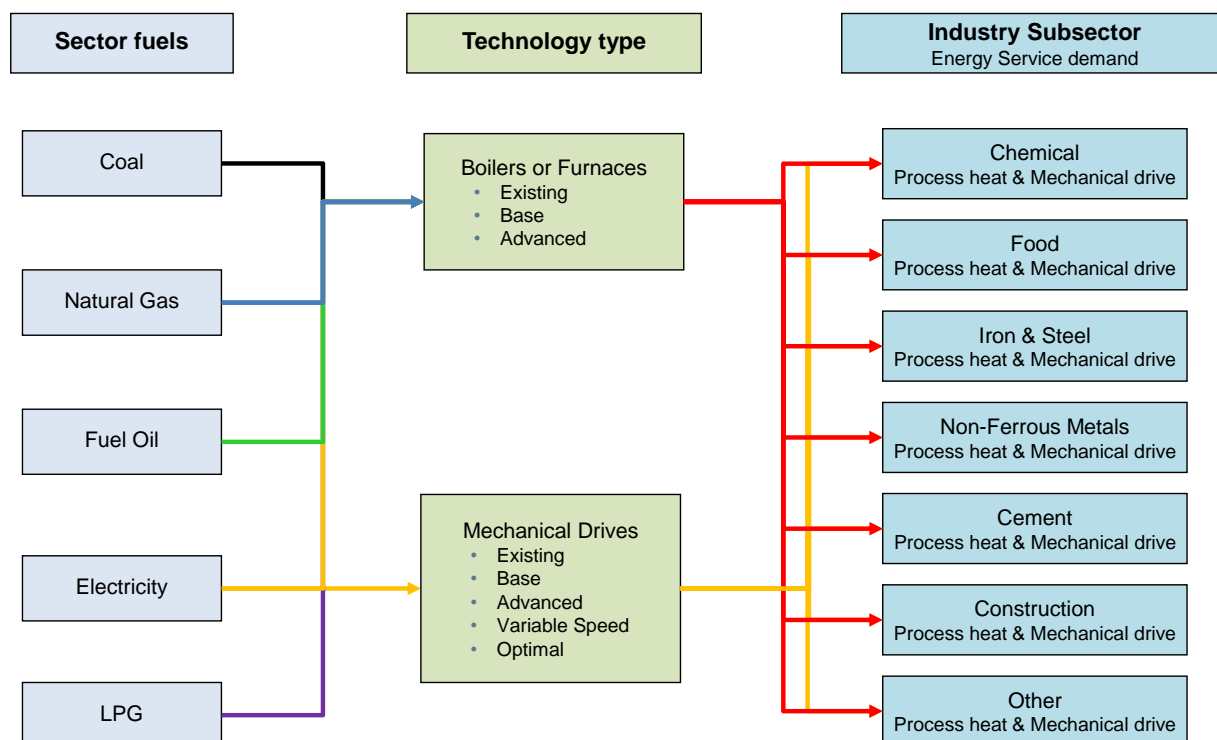 Sector fuels
Technology type
Industry Subsector
Energy Service demand
Coal
Natural Gas
Fuel Oil
Electricity
LPG
Boilers or Furnaces
• Existing
• Base
• Advanced
Mechanical Drives
• Existing
• Base
• Advanced
• Variable Speed
• Optimal
Chemical
Process heat & Mechanical drive
Food
Process heat & Mechanical drive
Iron & Steel
Process heat & Mechanical drive
Non-Ferrous Metals
Process heat & Mechanical drive
Cement
Process heat & Mechanical drive
Construction
Process heat & Mechanical drive
Other
Process heat & Mechanical drive